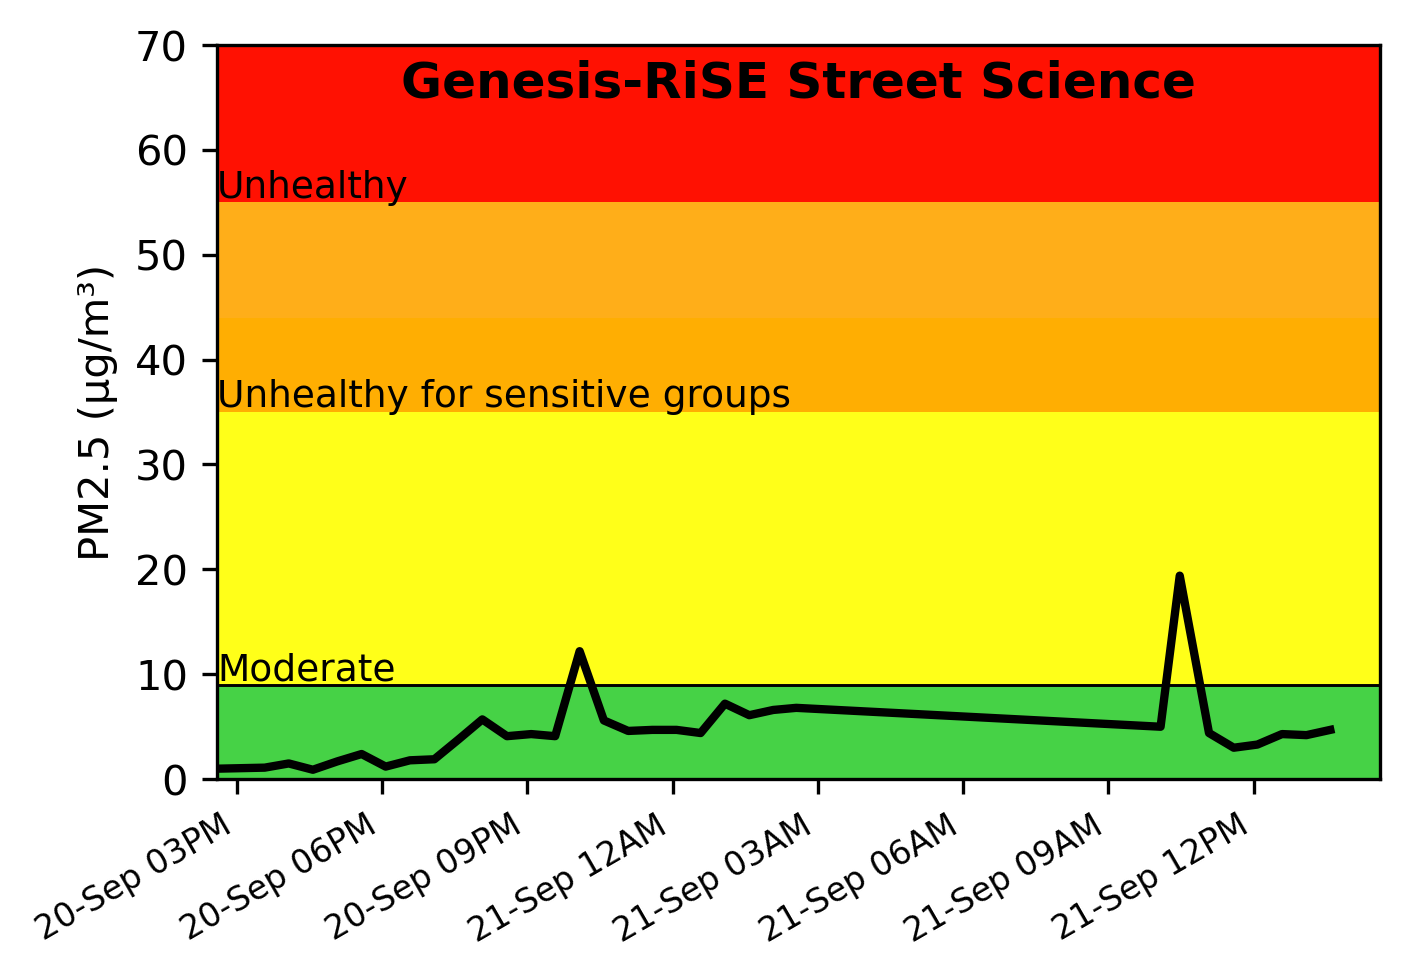 Genesis-RiSE Street Science
70
60
Unhealthy
50
40
Unhealthy for sensitive groups
30
20
Moderate
10
0
PM2.5 (µg/m³)
20-Sep 03PM
20-Sep 06PM
20-Sep 09PM
21-Sep 12AM
21-Sep 03AM
21-Sep 06AM
21-Sep 09AM
21-Sep 12PM